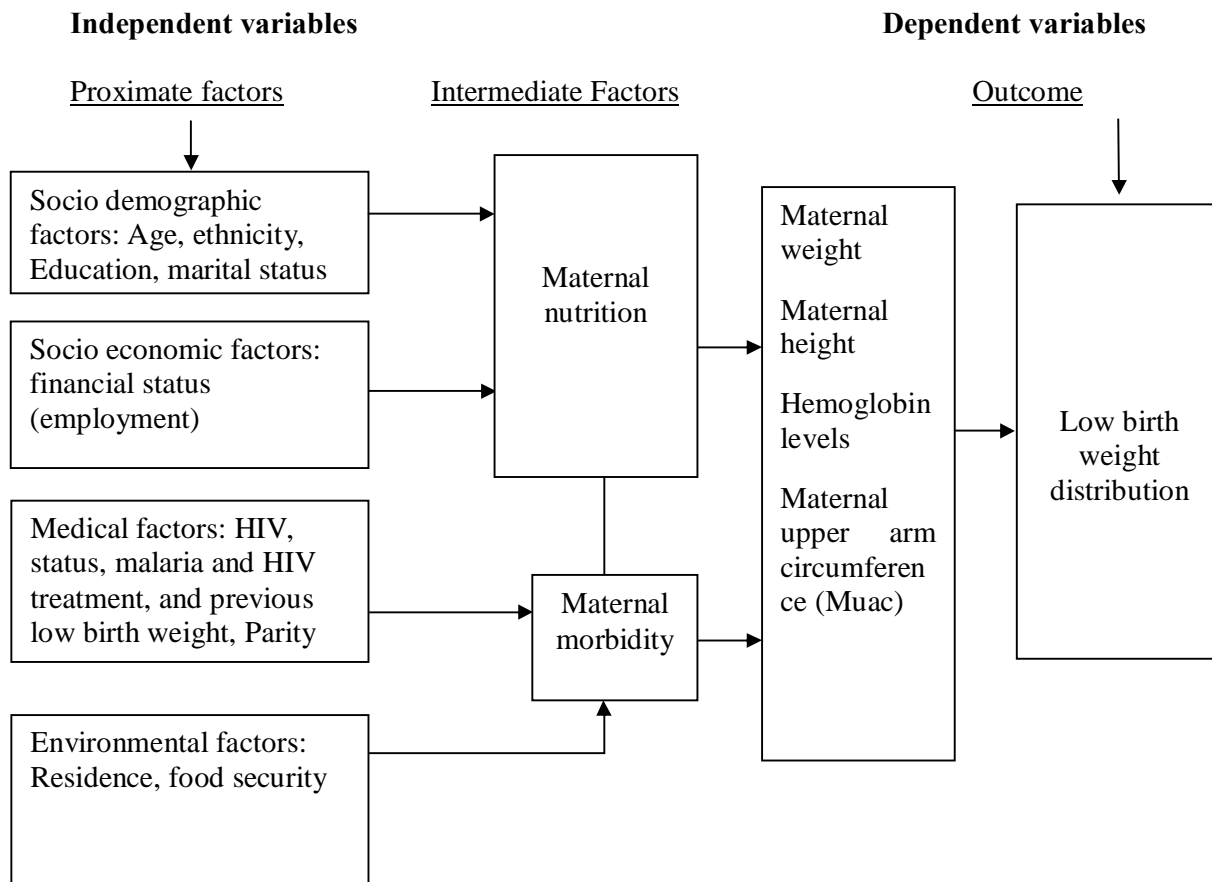 Independent variables
Dependent variables
Proximate factors
Intermediate Factors
Outcome
Socio demographic
factors: Age, ethnicity,
Education, marital status
Socio economic factors:
financial status
(employment)
Medical factors: HIV,
status, malaria and HIV
treatment, and previous
low birth weight, Parity
Environmental factors:
Residence, food security
Maternal
nutrition
Maternal
morbidity
Maternal
weight
Maternal
height
Hemoglobin
levels
Maternal
upper arm
circumferen
ce (Muac)
Low birth
weight
distribution